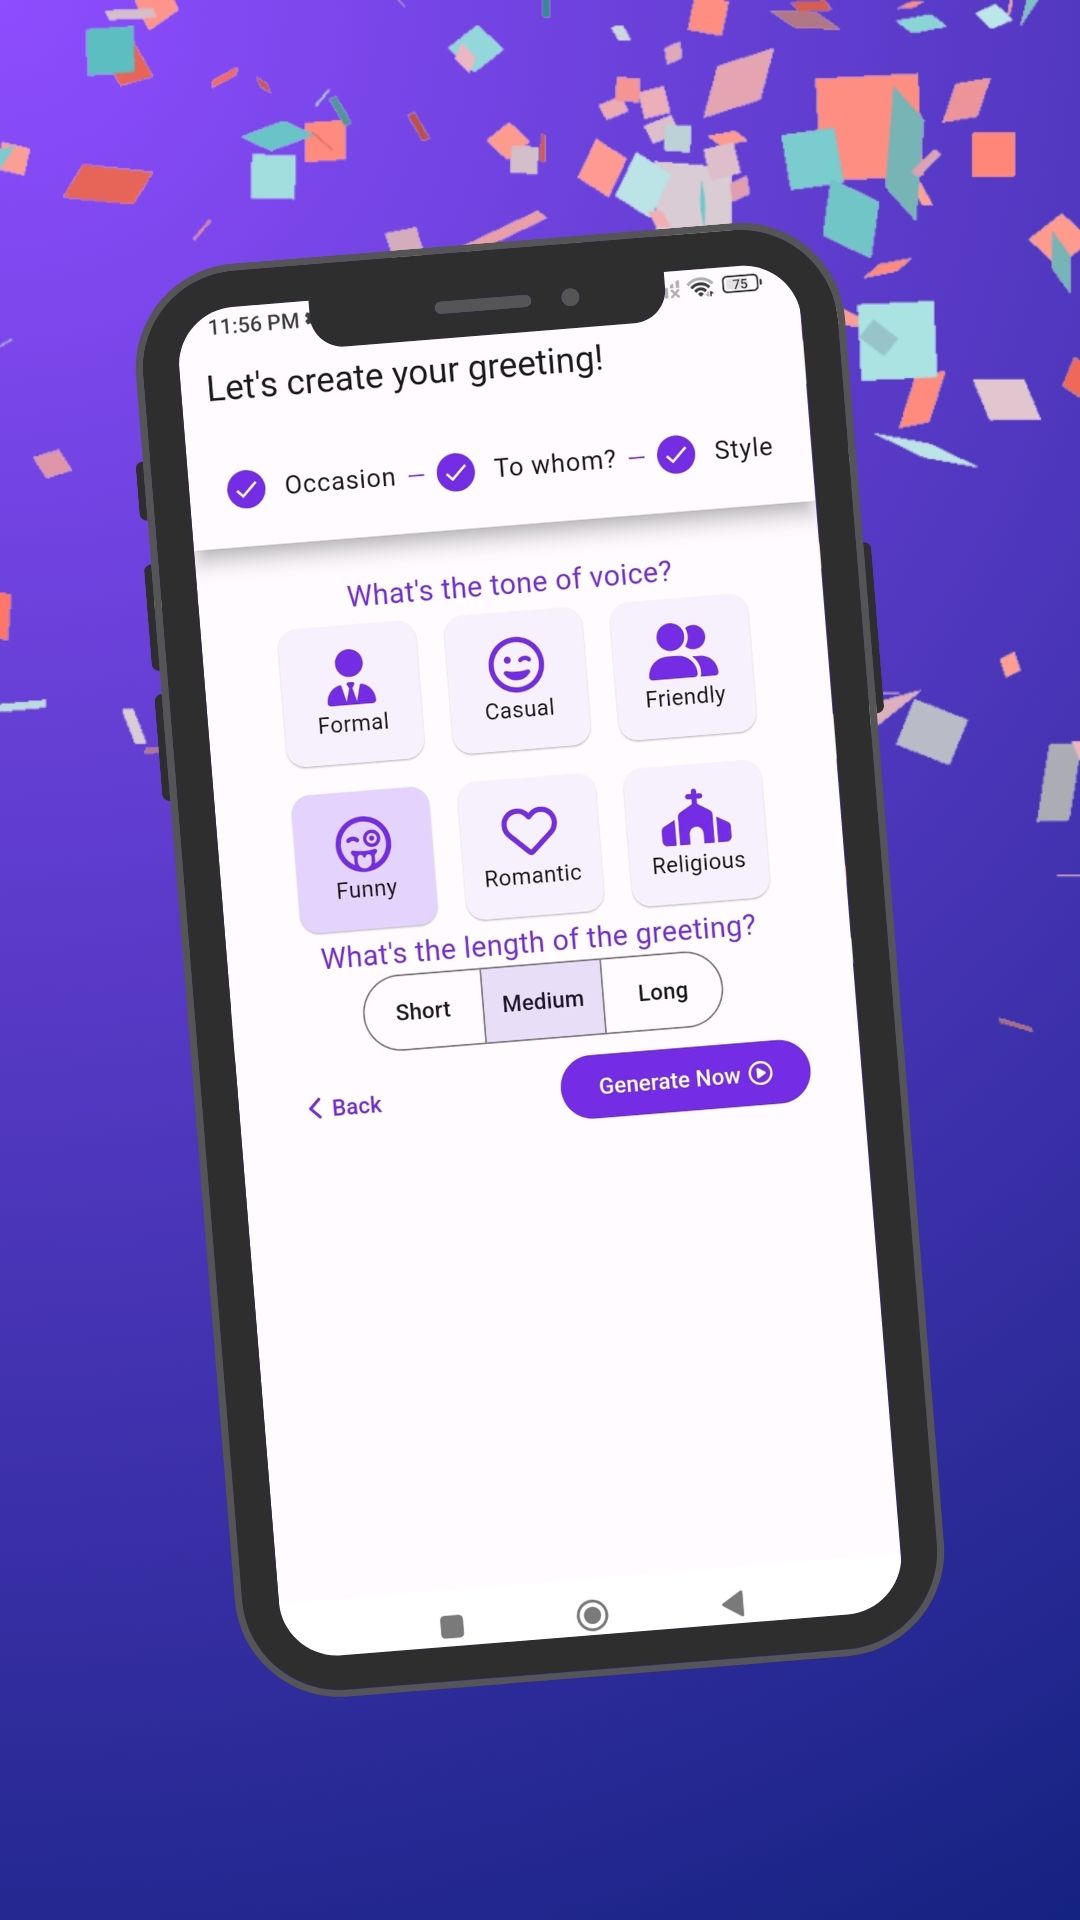 11:56 PM
75
Let's create your greeting!
Occasion
To whom?
Style
What's the tone of voice?
Formal
Casual
Friendly
Funny
Romantic
Religious
What's the length of the greeting?
Short
Medium
Long
Back
Generate Now